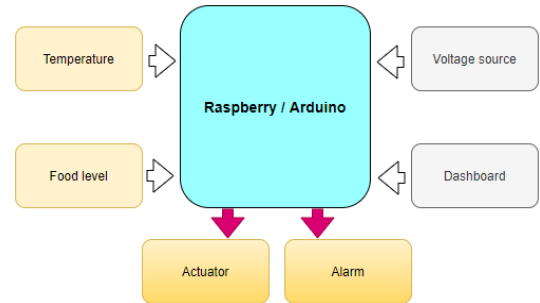 Temperature
Voltage source
Raspberry / Arduino
Food level
Dashboard
Actuator
Alarm